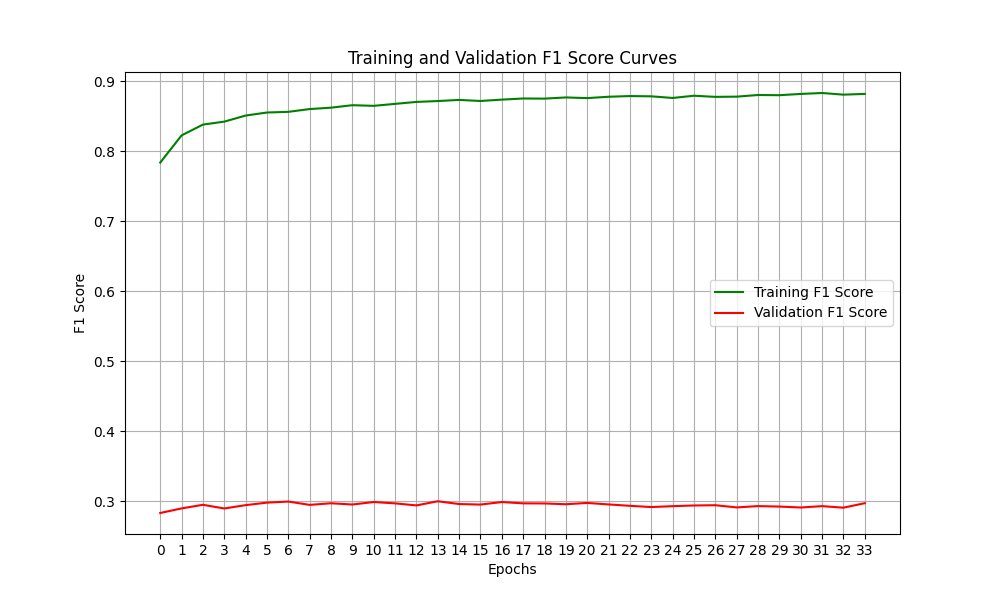 Training and Validation F1 Score Curves
0.9
0.8
0.7
0.6
0.5
0.4
0.3
F1 Score
Training F1 Score
Validation F1 Score
0 1 2 3 4 5 6 7 8 9 10 11 12 13 14 15 16 17 18 19 20 21 22 23 24 25 26 27 28 29 30 31 32 33
Epochs